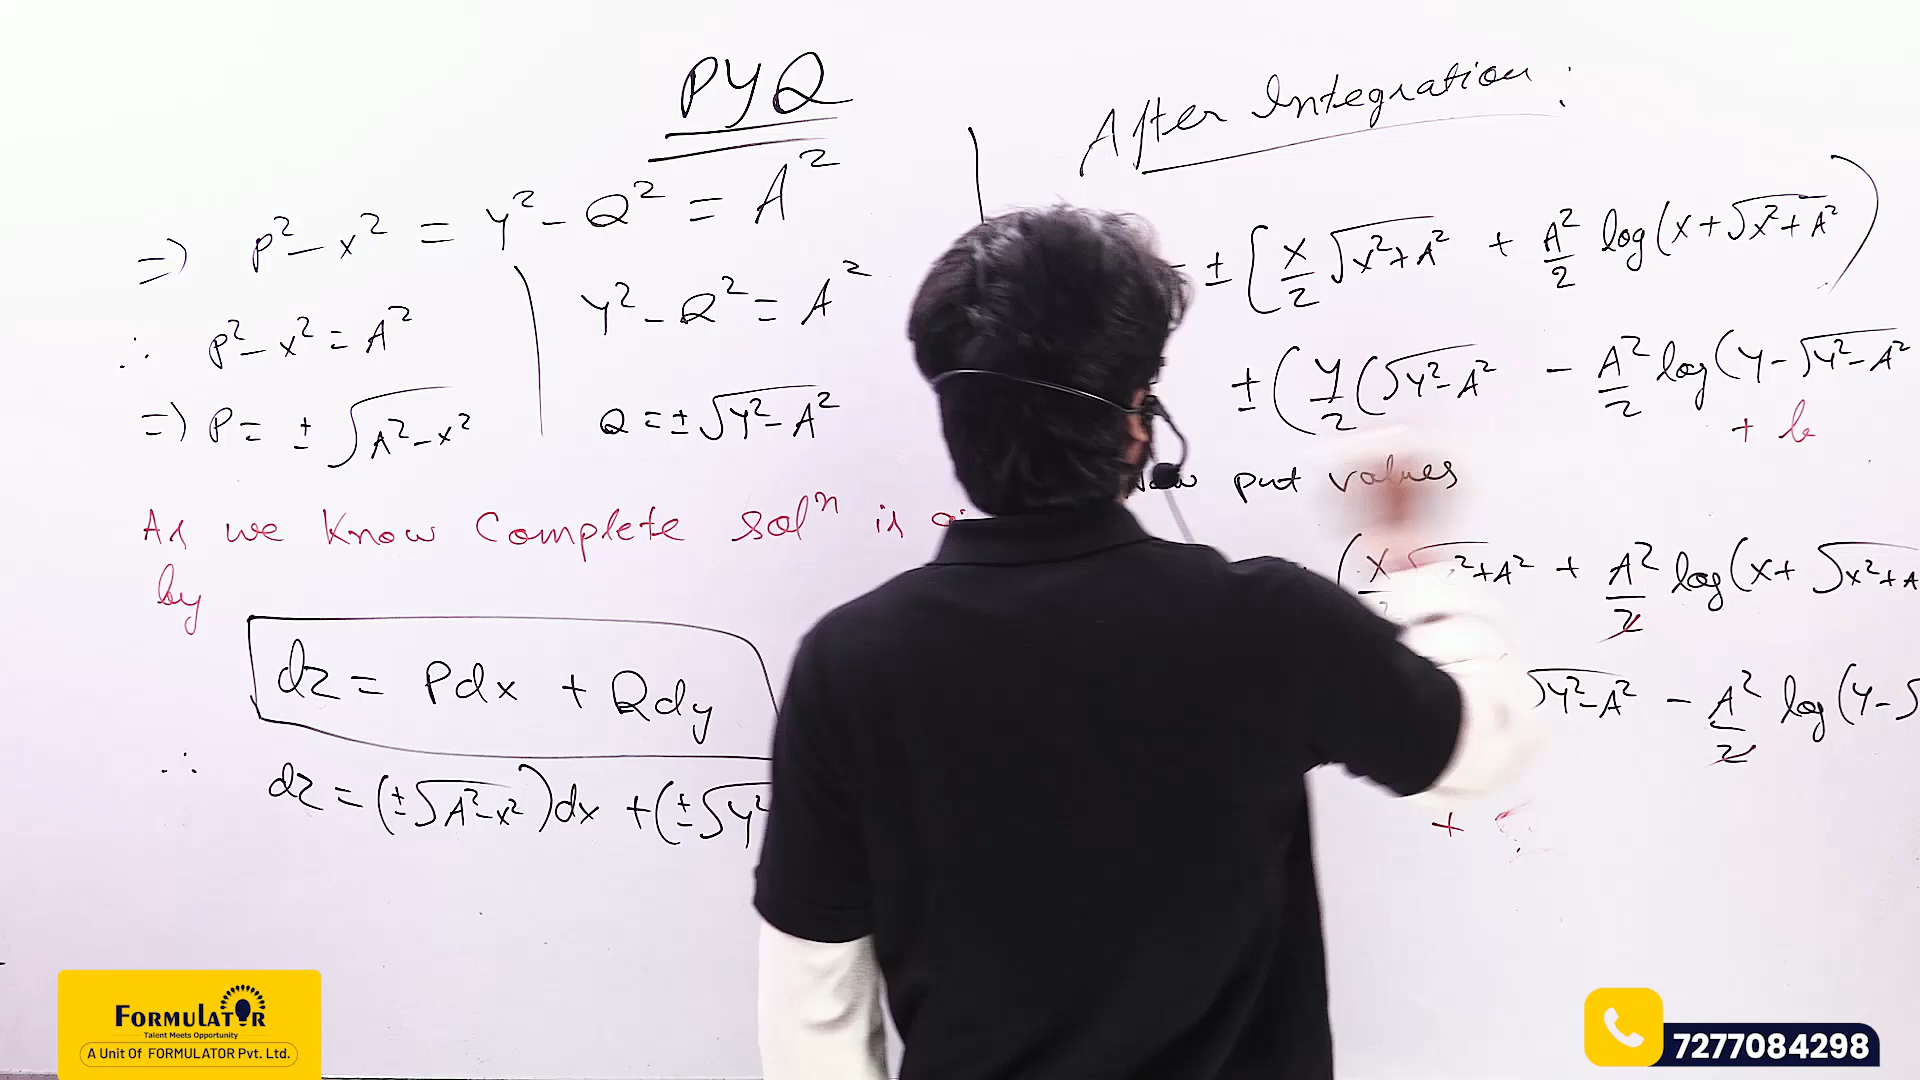 PYQ
=> P² - x² = y² - Q² = A²
∴ P² - x² = A²
=> P = ± √A² - x²
y² - Q² = A²
Q = ± √y² - A²
As we know Complete solⁿ is
by
dz = Pdx + Qdy
∴ dz = (± √A² - x²)dx + (± √y²
After Integration :
± [x/2 √x² + A² + A²/2 log(x + √x² + A²)
± (y/2 (√y² - A² - A²/2 log(y - √y² - A²
+ b
put values
(x ²+A² + A²/2 log(x + √x² + A
√y² - A² - A²/2 log(y - √
+
FORMULATOR
Talent Meets Opportunity
A Unit Of FORMULATOR Pvt. Ltd.
7277084298